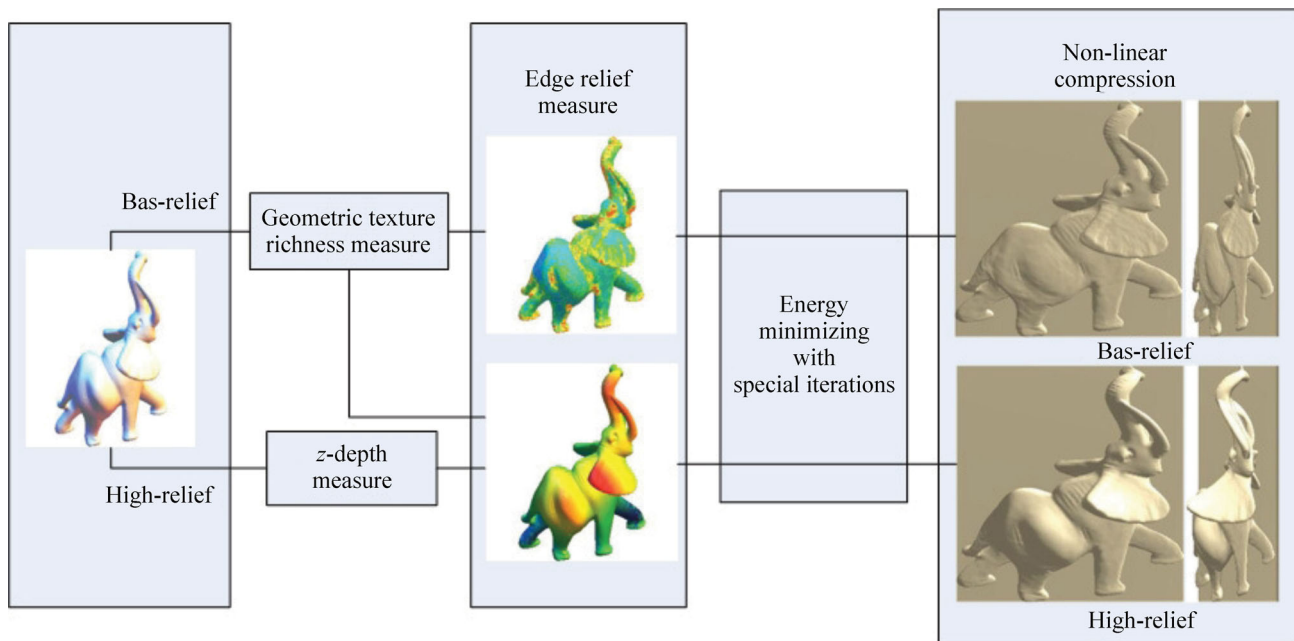 Bas-relief
High-relief
Geometric texture
richness measure
z-depth
measure
Edge relief
measure
Energy
minimizing
with
special iterations
Non-linear
compression
Bas-relief
High-relief